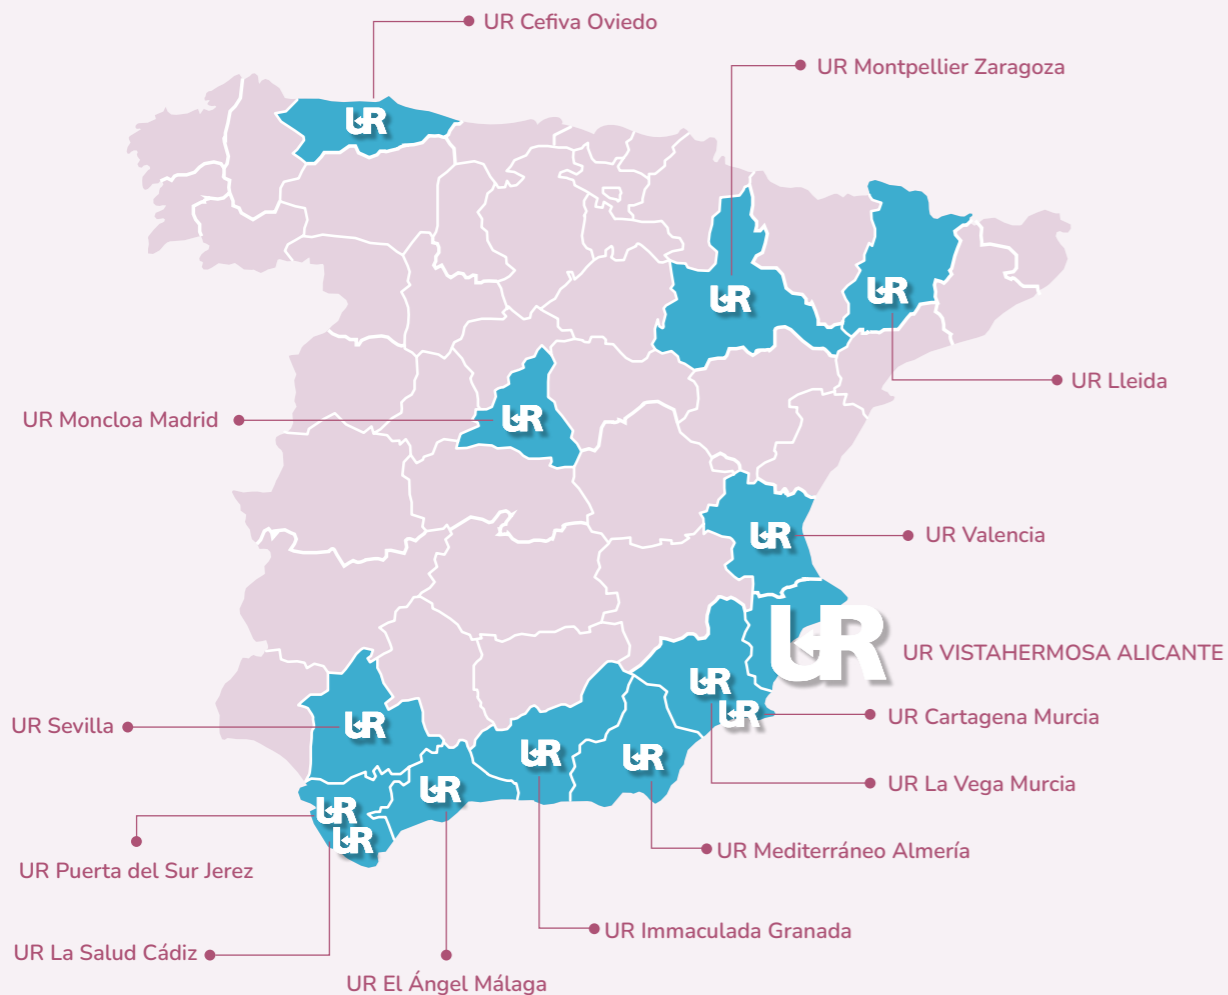 UR Cefiva Oviedo
UR Montpellier Zaragoza
UR
UR
UR
UR Lleida
UR Moncloa Madrid
UR
UR
UR Valencia
UR
UR VISTAHERMOSA ALICANTE
UR
UR
UR Cartagena Murcia
UR Sevilla
UR
UR
UR
UR La Vega Murcia
UR
UR
UR
UR Mediterráneo Almería
UR Puerta del Sur Jerez
UR Immaculada Granada
UR La Salud Cádiz
UR El Ángel Málaga